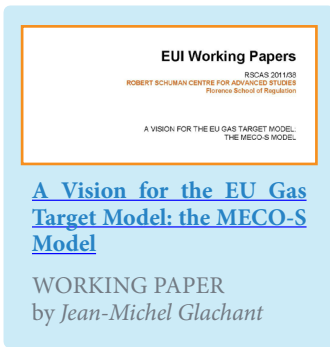 EUI Working Papers
RSCAS 2011/38
ROBERT SCHUMAN CENTRE FOR ADVANCED STUDIES
Florence School of Regulation
A VISION FOR THE EU GAS TARGET MODEL:
THE MECO-S MODEL
A Vision for the EU Gas
Target Model: the MECO-S
Model
WORKING PAPER
by Jean-Michel Glachant